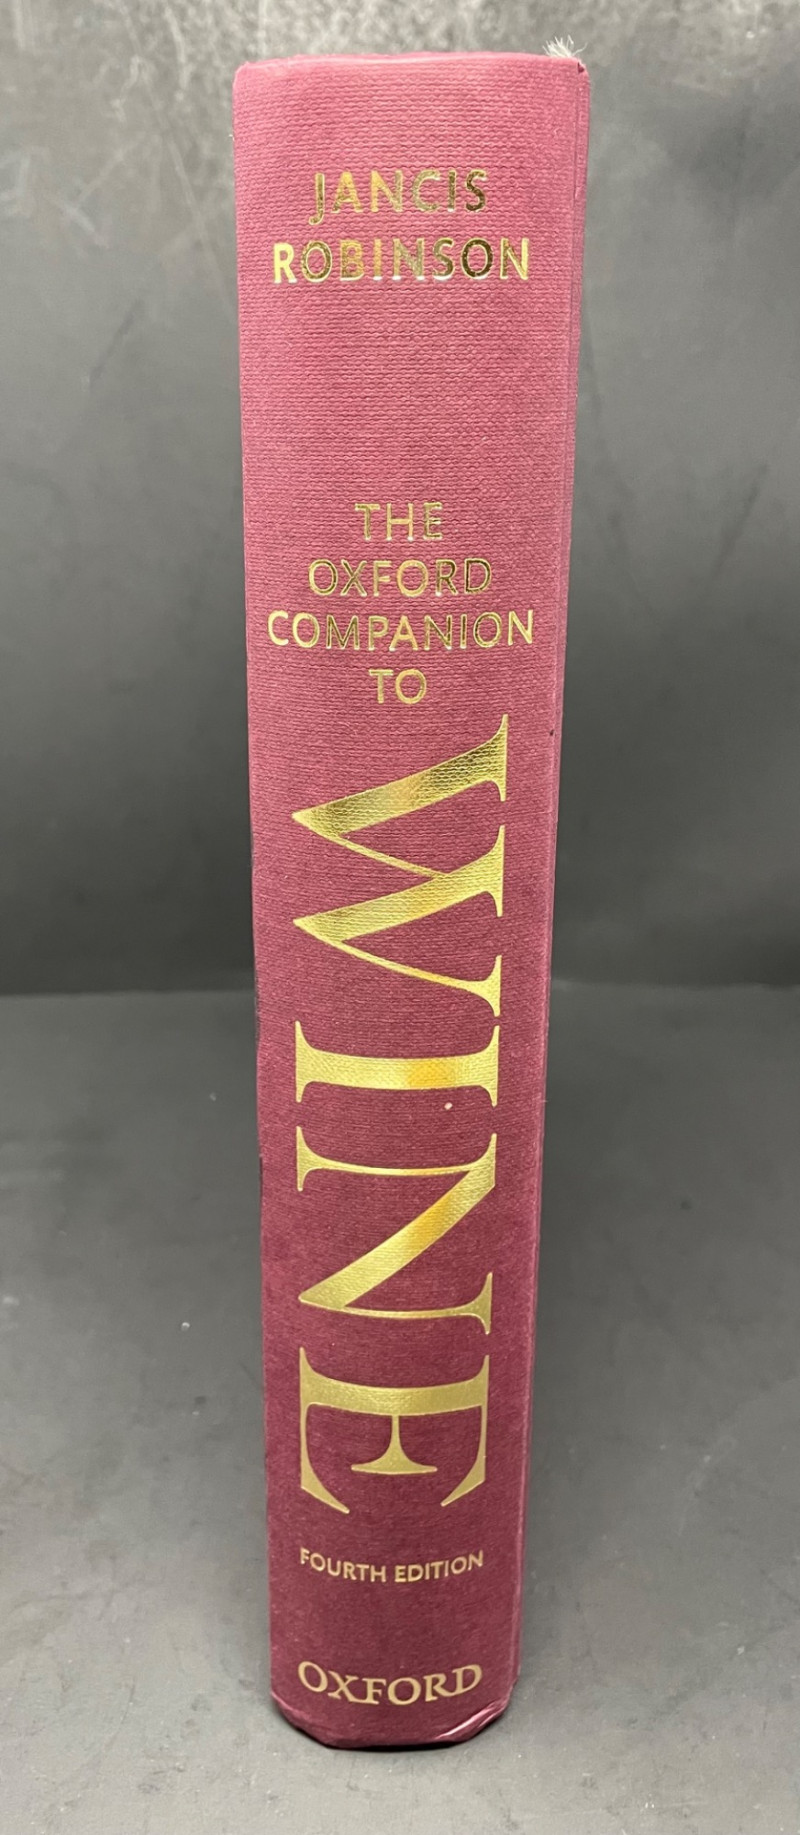 JANCIS
ROBINSON
THE
OXFORD
COMPANION
TO
WINE
FOURTH EDITION
OXFORD